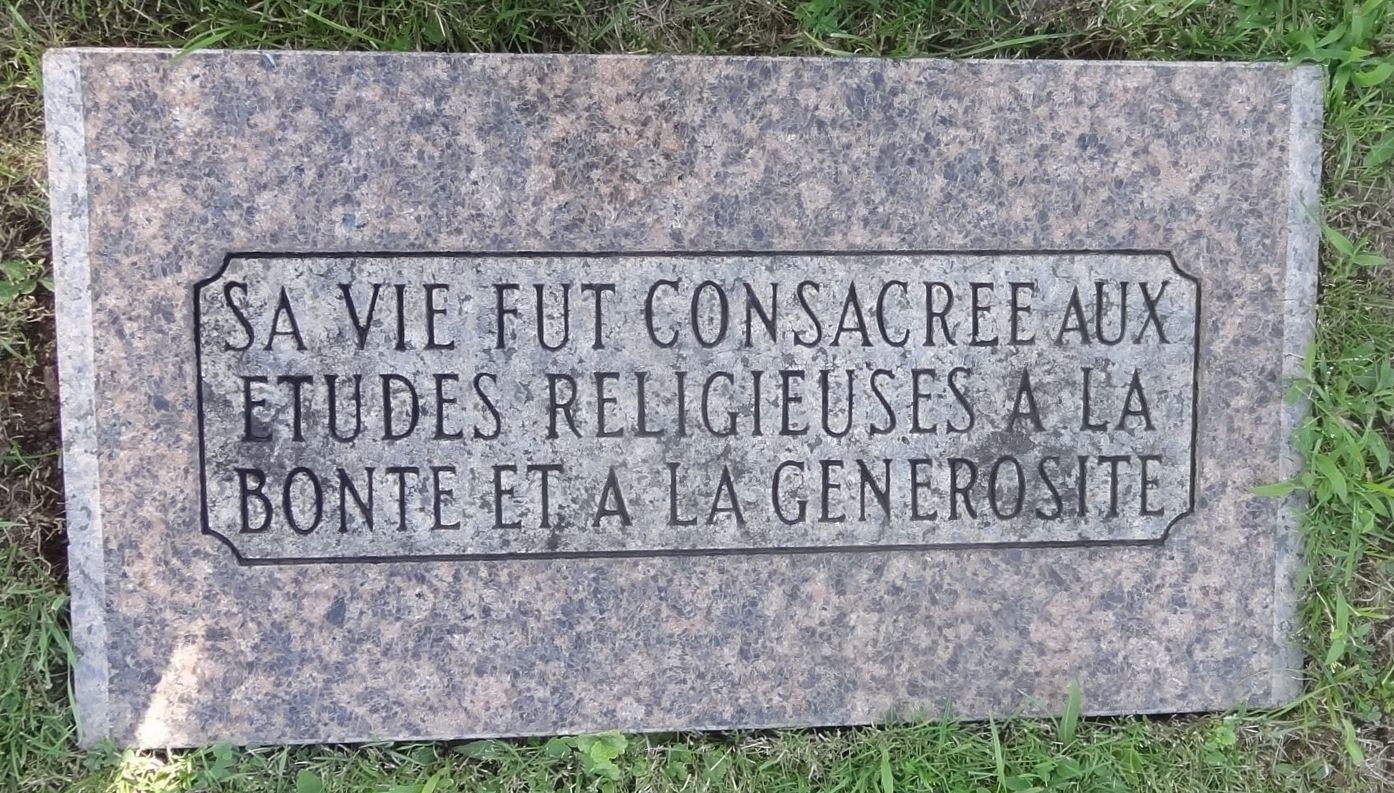 SA VIE FUT CONSACREE AUX
ETUDES RELIGIEUSES A LA
BONTE ET A LA GENEROSITE